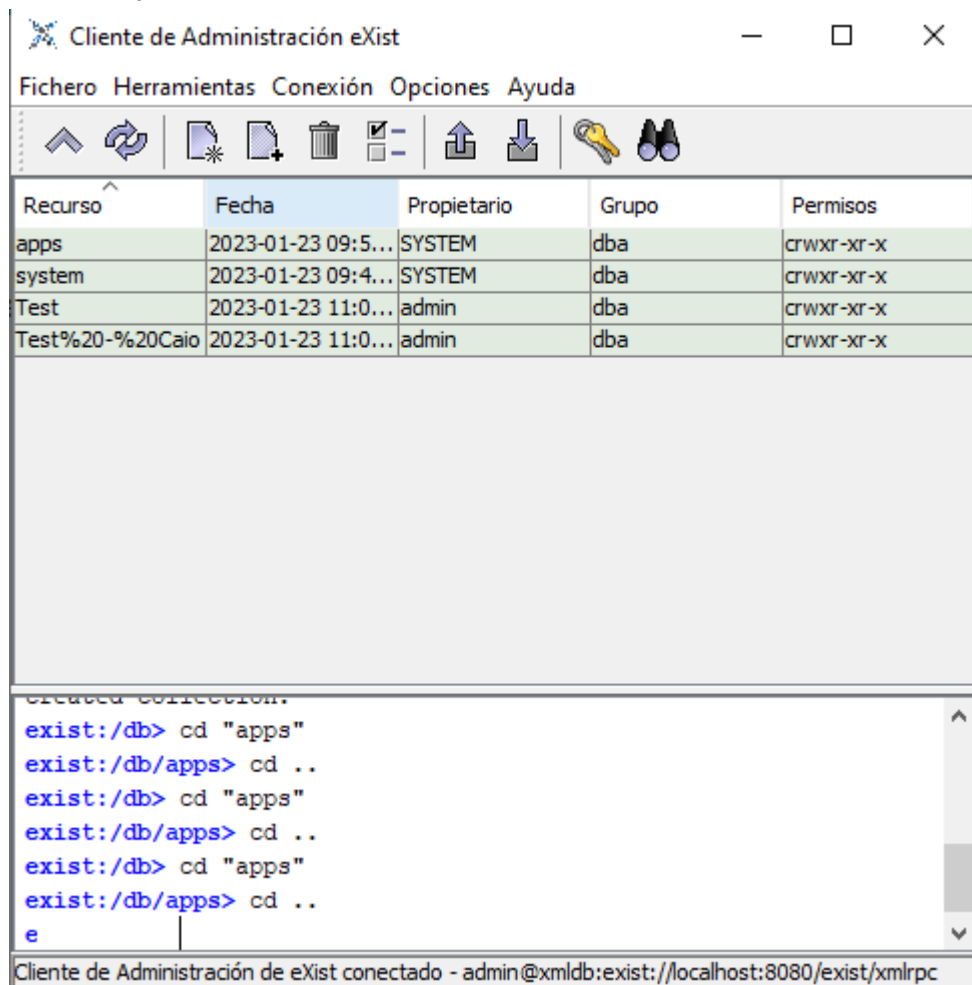 Cliente de Administración eXist
Fichero Herramientas Conexión Opciones Ayuda
Recurso Fecha Propietario Grupo Permisos
apps 2023-01-23 09:5... SYSTEM dba crwxr-xr-x
system 2023-01-23 09:4... SYSTEM dba crwxr-xr-x
Test 2023-01-23 11:0... admin dba crwxr-xr-x
Test%20-%20Caio 2023-01-23 11:0... admin dba crwxr-xr-x
created collection.
exist:/db> cd "apps"
exist:/db/apps> cd ..
exist:/db> cd "apps"
exist:/db/apps> cd ..
exist:/db> cd "apps"
exist:/db/apps> cd ..
e
Cliente de Administración de eXist conectado - admin@xmldb:exist://localhost:8080/exist/xmlrpc